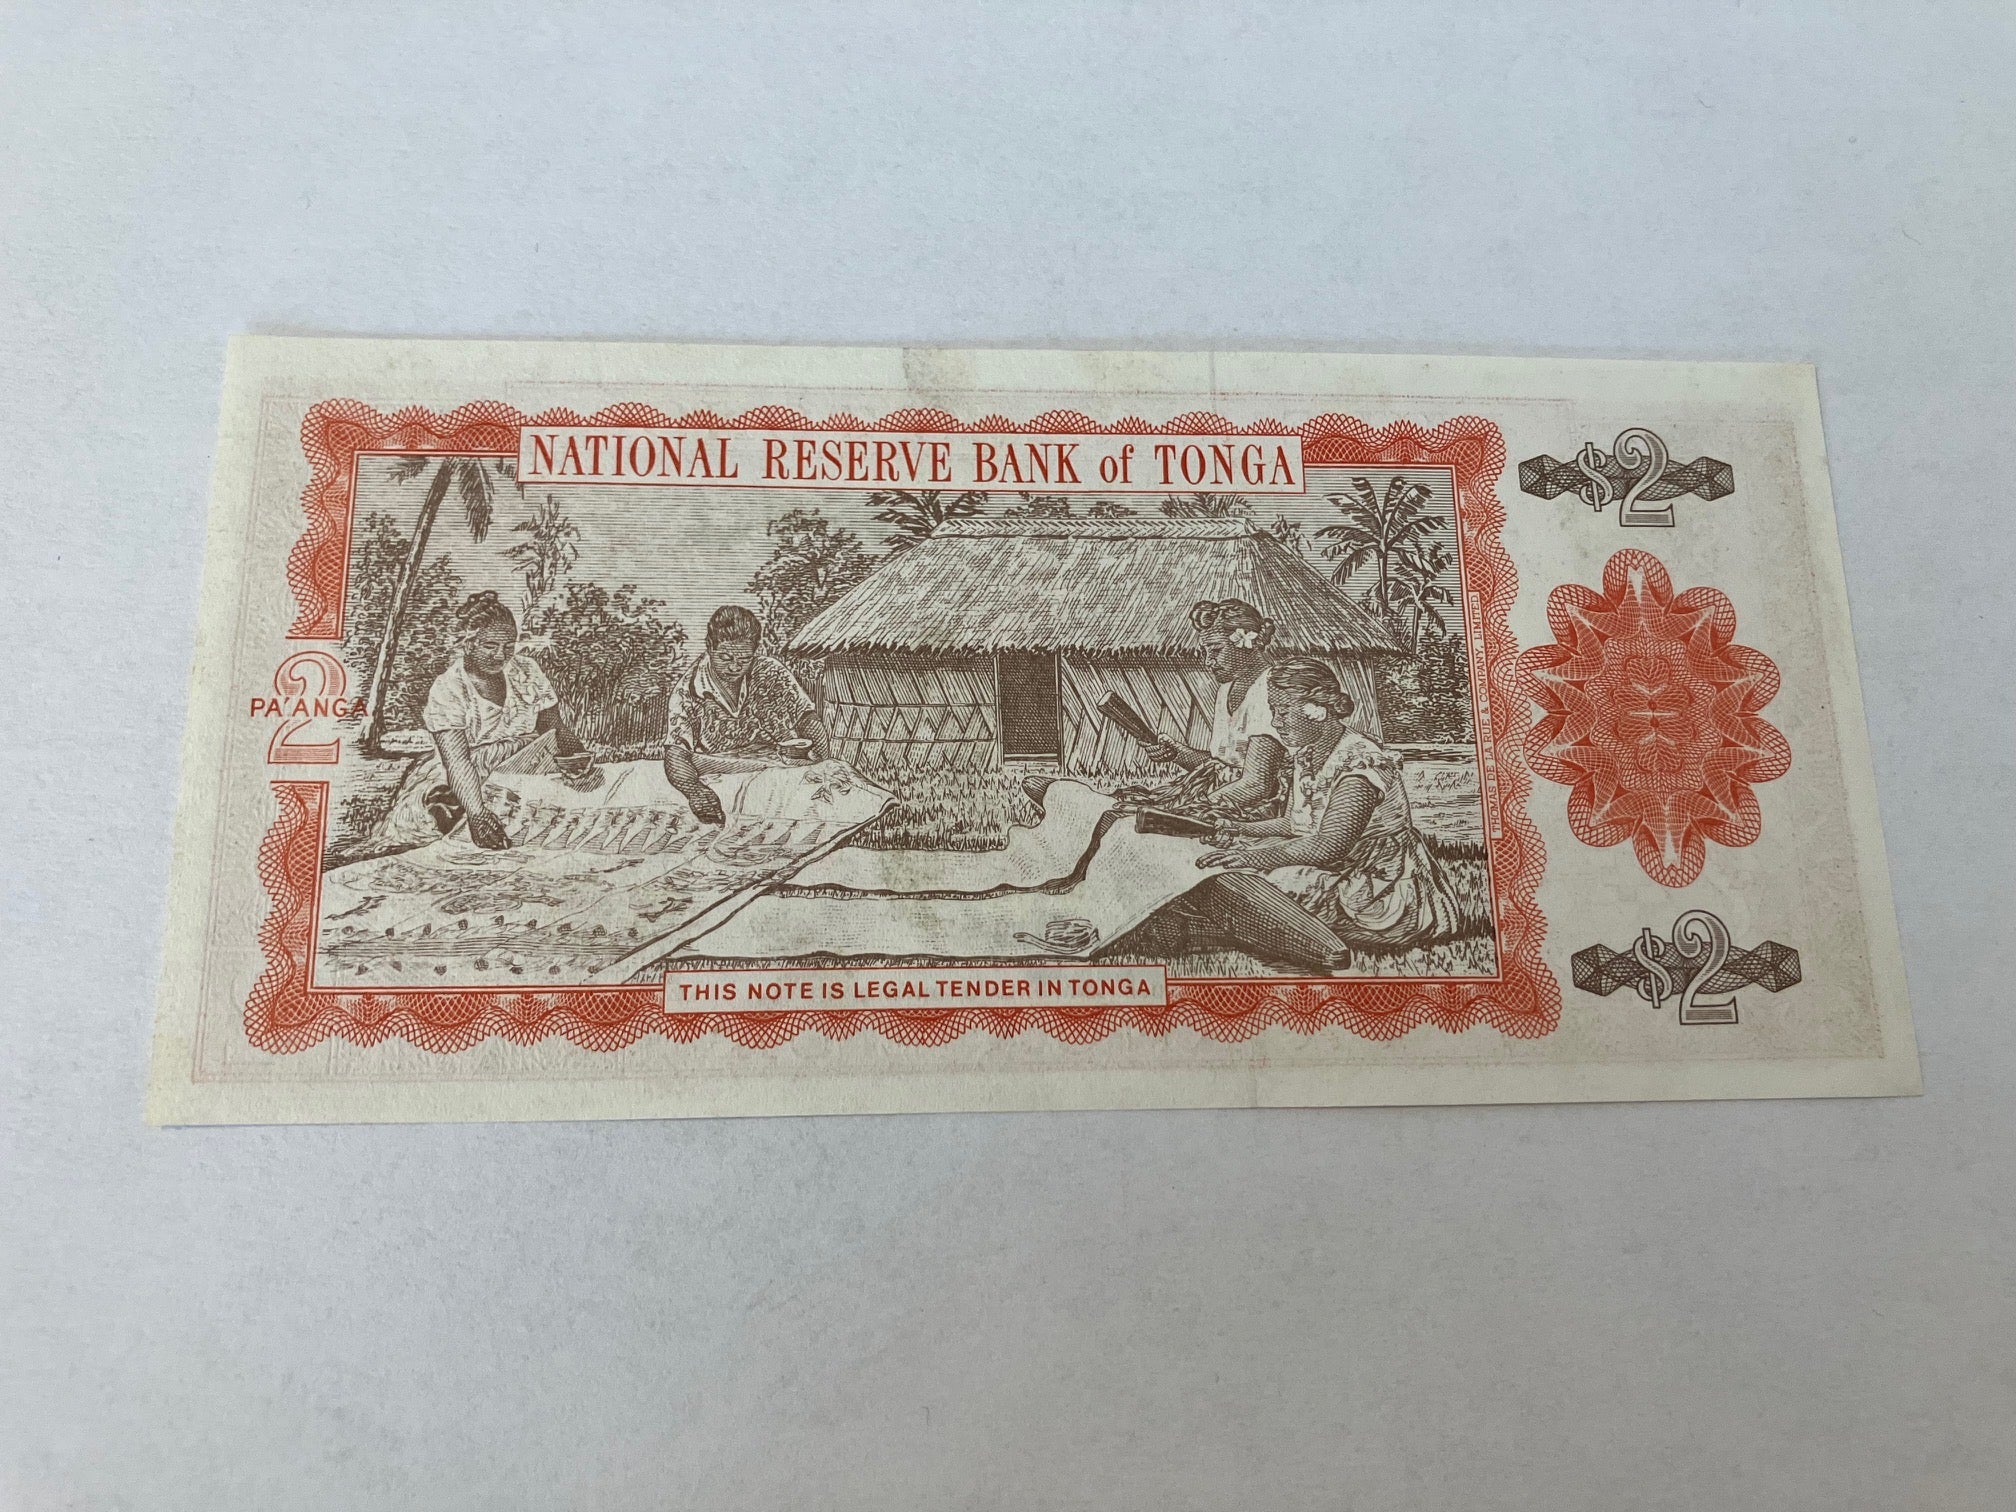 NATIONAL RESERVE BANK of TONGA
$2
2
PA'ANGA
THOMAS DE LA RUE & COMPANY, LIMITED
$2
THIS NOTE IS LEGAL TENDER IN TONGA